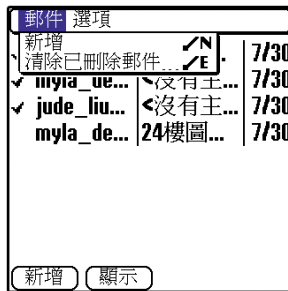 郵件 選項
新增 /N
清除已刪除郵件... /E
7/30
myla_de... <沒有主... 7/30
jude_liu... <沒有主... 7/30
myla_de... 24樓圖... 7/30
新增 顯示